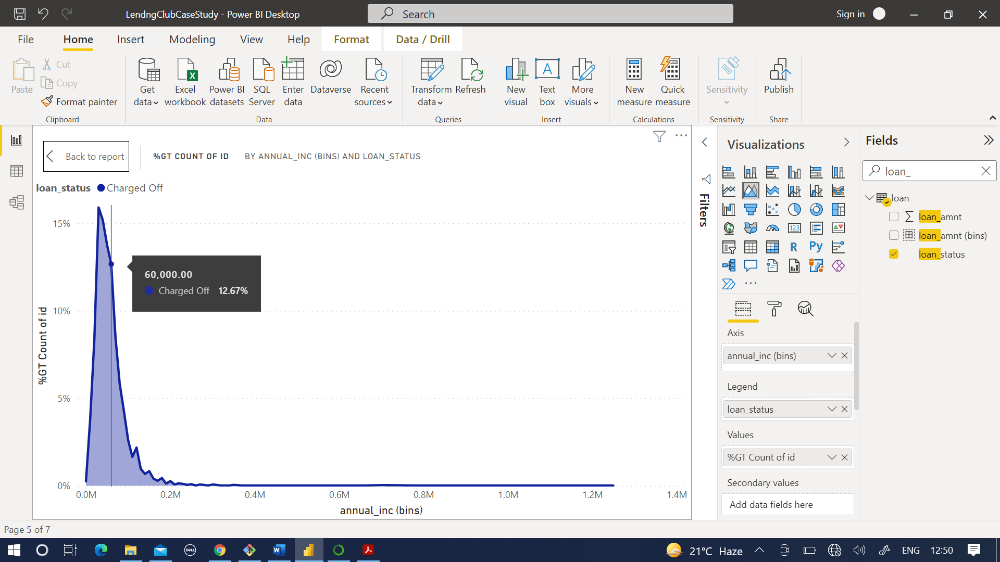 LendngClubCaseStudy - Power BI Desktop
Search
Sign in
File Home Insert Modeling View Help Format Data / Drill
Paste
Cut
Copy
Format painter
Clipboard
Get data
Excel workbook
Power BI datasets
SQL Server
Enter data
Dataverse
Recent sources
Data
Transform data
Refresh
Queries
New visual
Text box
More visuals
Insert
New measure
Quick measure
Calculations
Sensitivity
Sensitivity
Publish
Share
Back to report
%GT COUNT OF ID BY ANNUAL_INC (BINS) AND LOAN_STATUS
loan_status Charged Off
15%
10%
5%
0%
%GT Count of id
60,000.00
Charged Off 12.67%
0.0M 0.2M 0.4M 0.6M 0.8M 1.0M 1.2M 1.4M
annual_inc (bins)
Filters
Visualizations
123
R
Py
Axis
annual_inc (bins)
Legend
loan_status
Values
%GT Count of id
Secondary values
Add data fields here
Fields
loan_
loan
loan_amnt
loan_amnt (bins)
loan_status
Page 5 of 7
DELL
W
21°C Haze
ENG
12:50